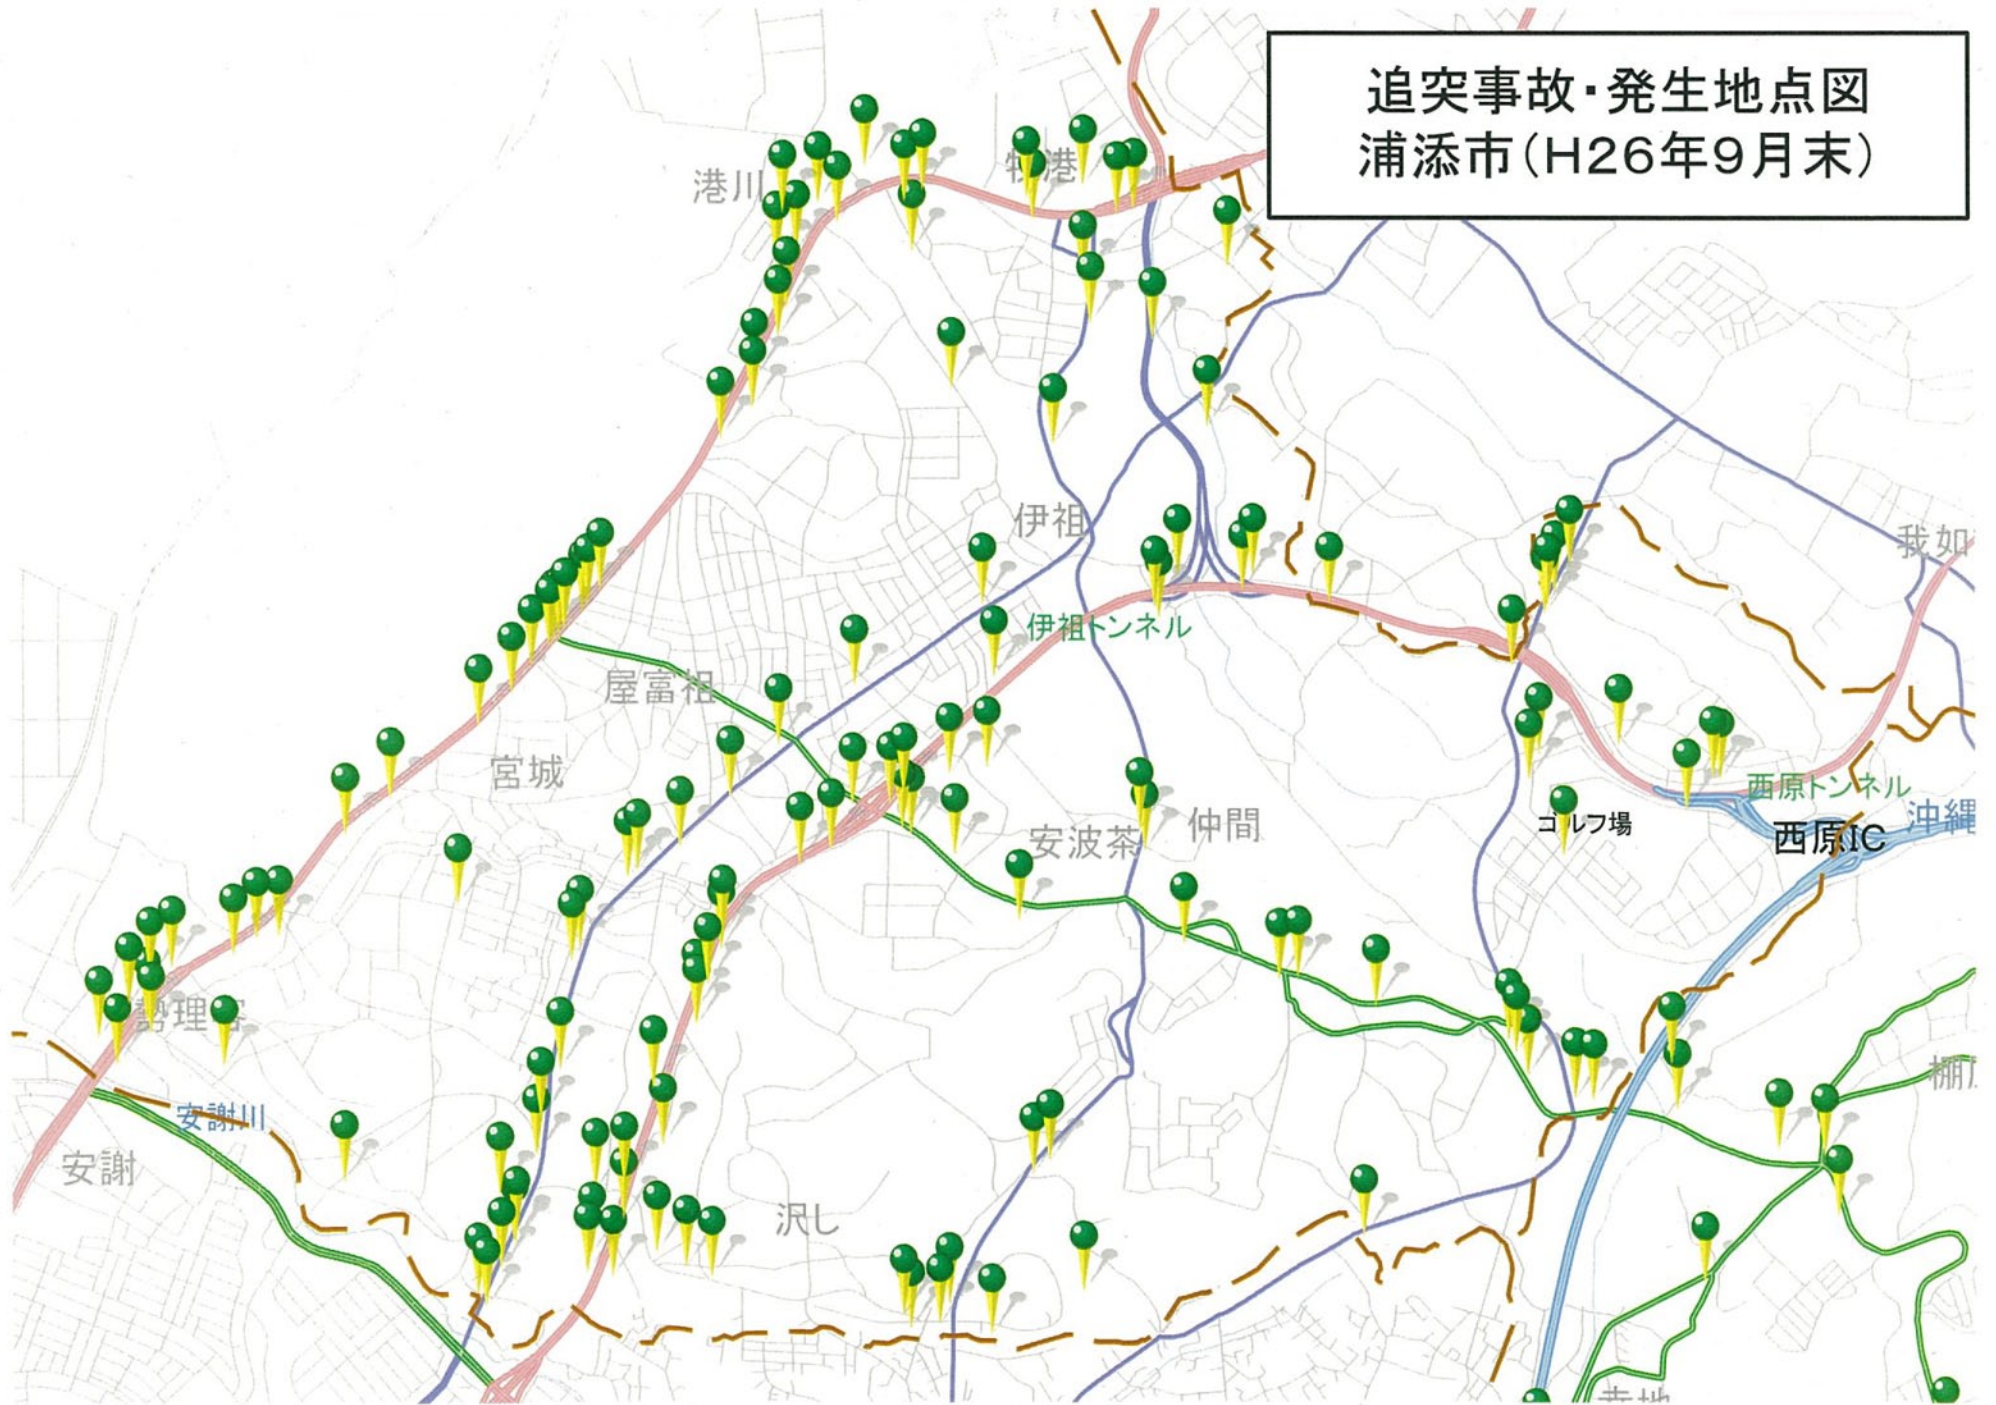 追突事故・発生地点図
浦添市(H26年9月末)
港川
港
伊祖
我如
伊祖トンネル
屋富祖
宮城
西原トンネル
沖縄
ゴルフ場
西原IC
安波茶
仲間
勢理客
棚
安謝川
安謝
沢し
幸地